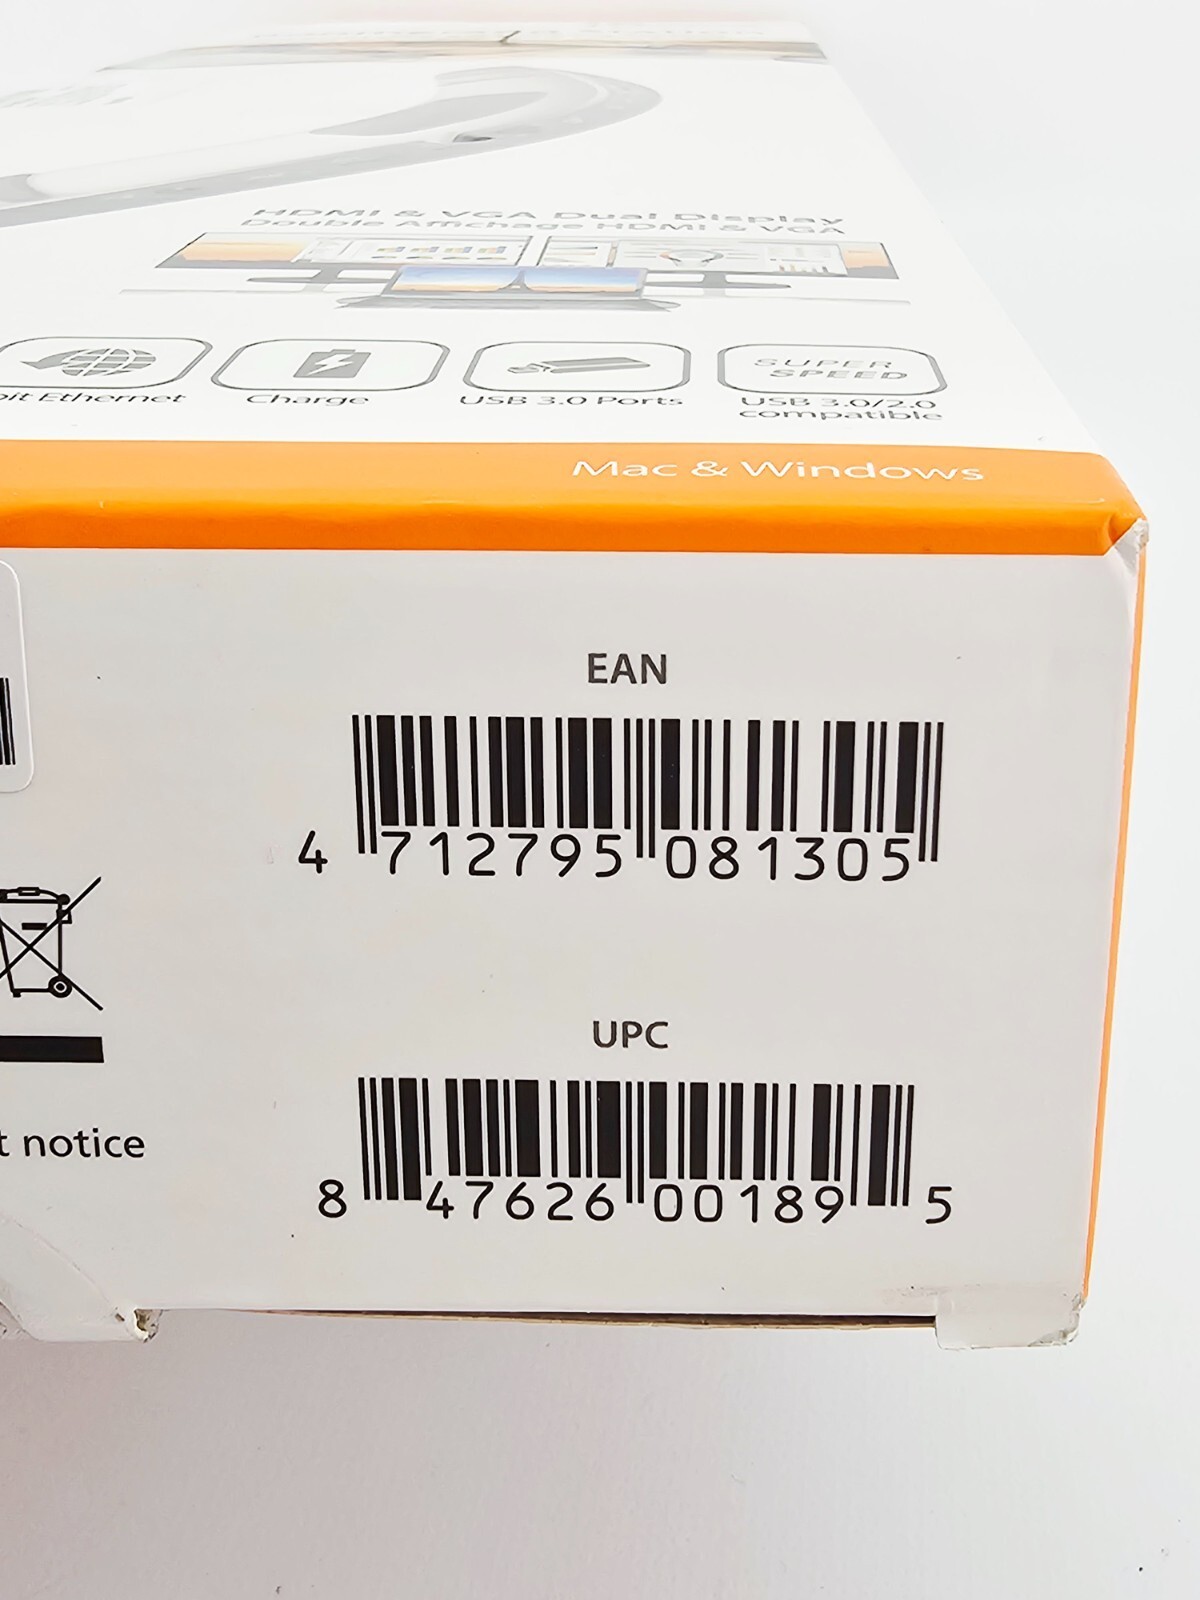 HDMI & VGA Dual Display
Double Affichage HDMI & VGA
SUPER
SPEED
bit Ethernet
Charge
USB 3.0 Ports
USB 3.0/2.0
compatible
Mac & Windows
EAN
4 712795 081305
UPC
8 47626 00189 5
notice